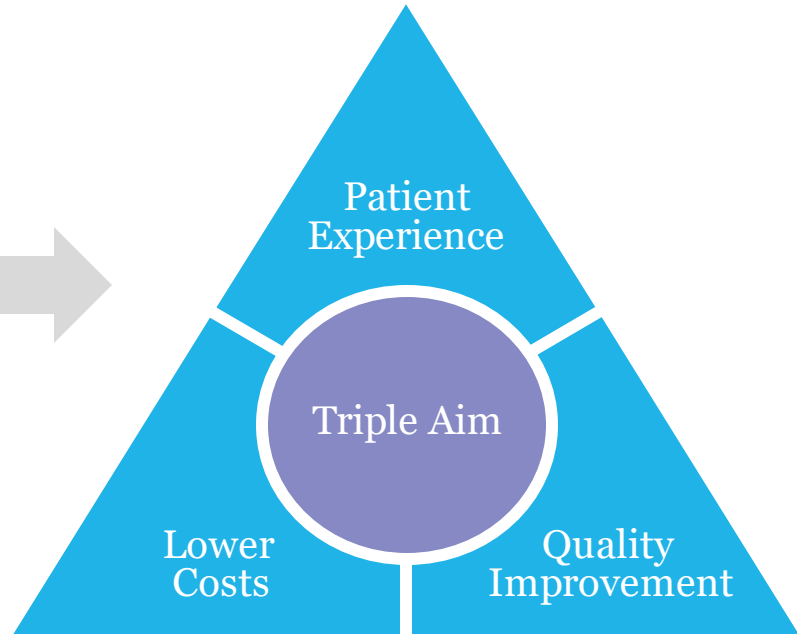 Patient
Experience
Triple Aim
Lower
Costs
Quality
Improvement